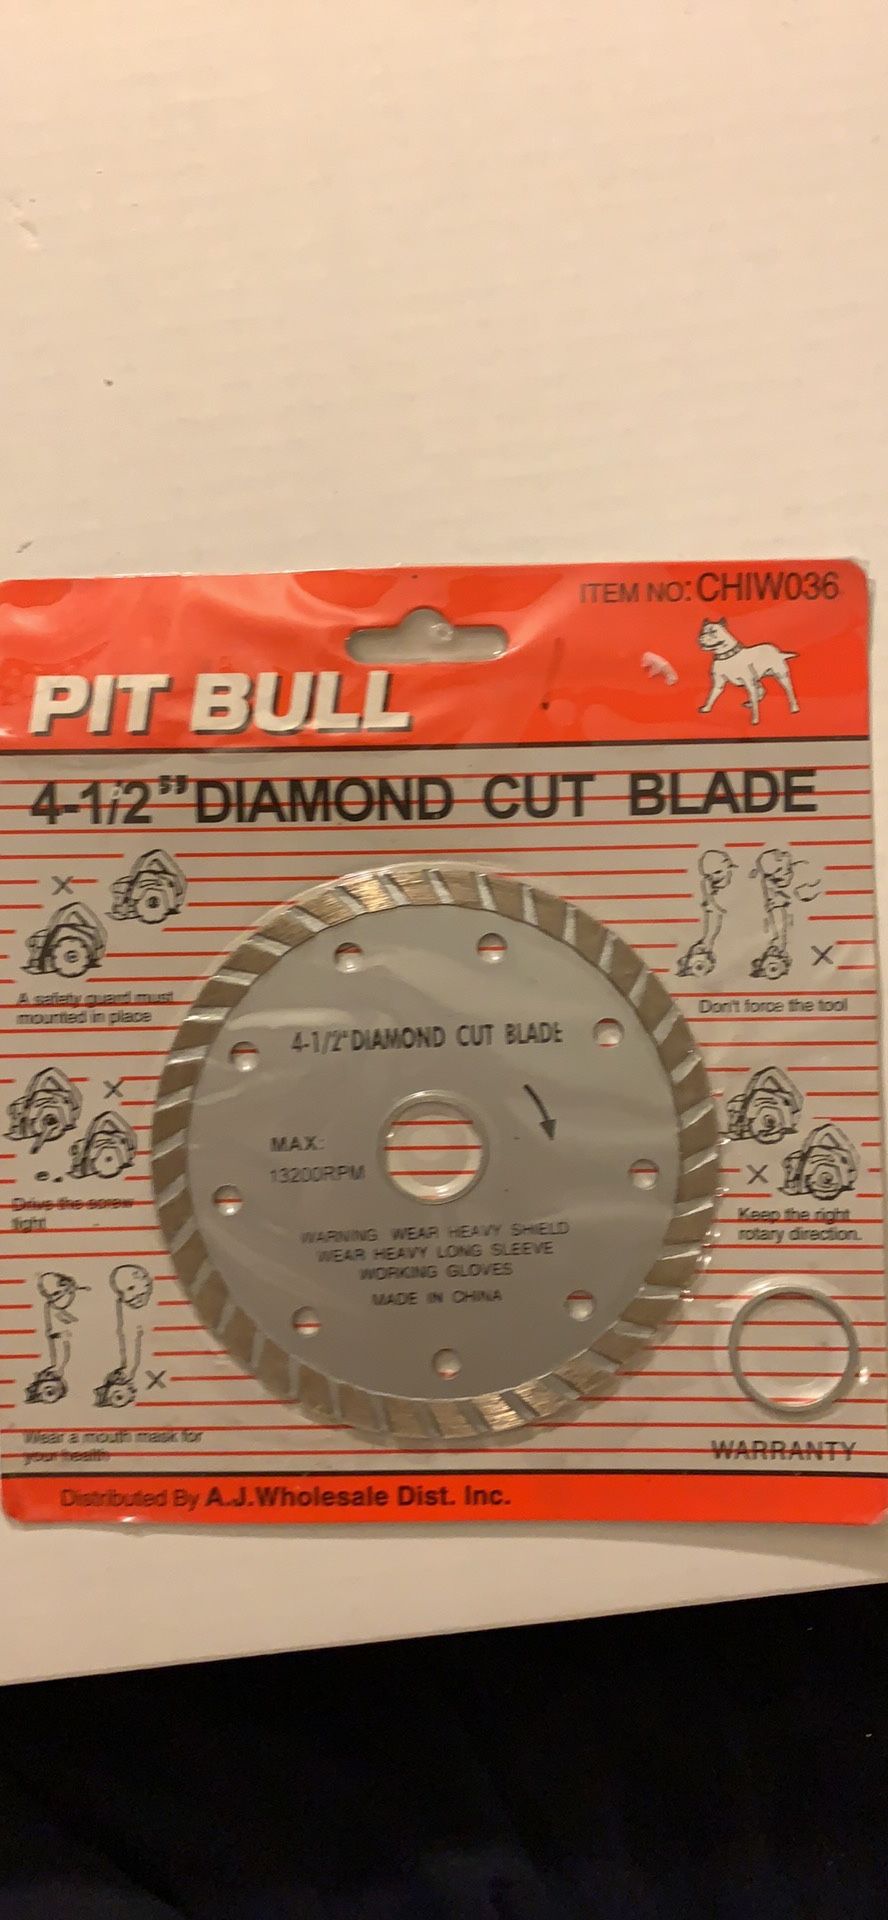 ITEM NO: CHIW036
PIT BULL
4-1/2" DIAMOND CUT BLADE
A safety guard must
mounted in place
Don't force the tool
4-1/2" DIAMOND CUT BLADE
MAX:
13200RPM
WARNING WEAR HEAVY SHIELD
WEAR HEAVY LONG SLEEVE
WORKING GLOVES
MADE IN CHINA
Drive the screw
tight
Keep the right
rotary direction.
Wear a mouth mask for
your health
WARRANTY
Distributed By A.J.Wholesale Dist. Inc.